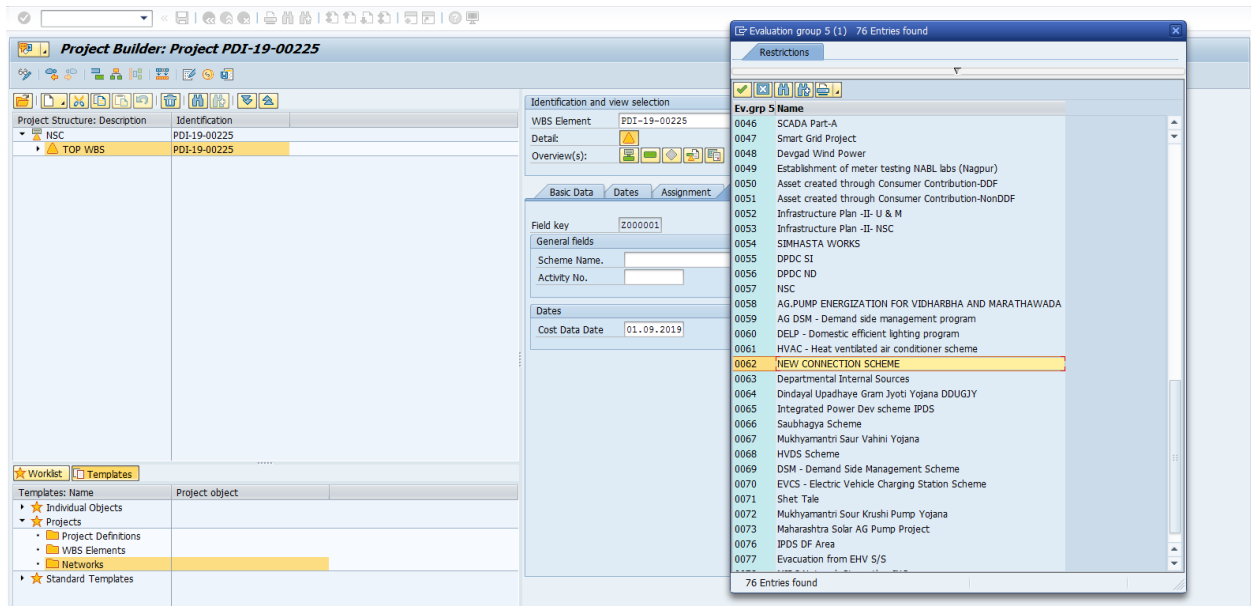 Project Builder: Project PDI-19-00225
Project Structure: Description Identification
NSC PDI-19-00225
TOP WBS PDI-19-00225
Worklist Templates
Templates: Name Project object
Individual Objects
Projects
Project Definitions
WBS Elements
Networks
Standard Templates
Identification and view selection
WBS Element PDI-19-00225
Detail:
Overview(s):
Basic Data Dates Assignment
Field key Z000001
General fields
Scheme Name.
Activity No.
Dates
Cost Data Date 01.09.2019
Evaluation group 5 (1) 76 Entries found
Restrictions
Ev.grp 5 Name
0046 SCADA Part-A
0047 Smart Grid Project
0048 Devgad Wind Power
0049 Establishment of meter testing NABL labs (Nagpur)
0050 Asset created through Consumer Contribution-DDF
0051 Asset created through Consumer Contribution-NonDDF
0052 Infrastructure Plan -II- U & M
0053 Infrastructure Plan -II- NSC
0054 SIMHASTA WORKS
0055 DPDC SI
0056 DPDC ND
0057 NSC
0058 AG.PUMP ENERGIZATION FOR VIDHARBHA AND MARATHAWADA
0059 AG DSM - Demand side management program
0060 DELP - Domestic efficient lighting program
0061 HVAC - Heat ventilated air conditioner scheme
0062 NEW CONNECTION SCHEME
0063 Departmental Internal Sources
0064 Dindayal Upadhaye Gram Jyoti Yojana DDUGJY
0065 Integrated Power Dev scheme IPDS
0066 Saubhagya Scheme
0067 Mukhyamantri Saur Vahini Yojana
0068 HVDS Scheme
0069 DSM - Demand Side Management Scheme
0070 EVCS - Electric Vehicle Charging Station Scheme
0071 Shet Tale
0072 Mukhyamantri Sour Krushi Pump Yojana
0073 Maharashtra Solar AG Pump Project
0076 IPDS DF Area
0077 Evacuation from EHV S/S
76 Entries found